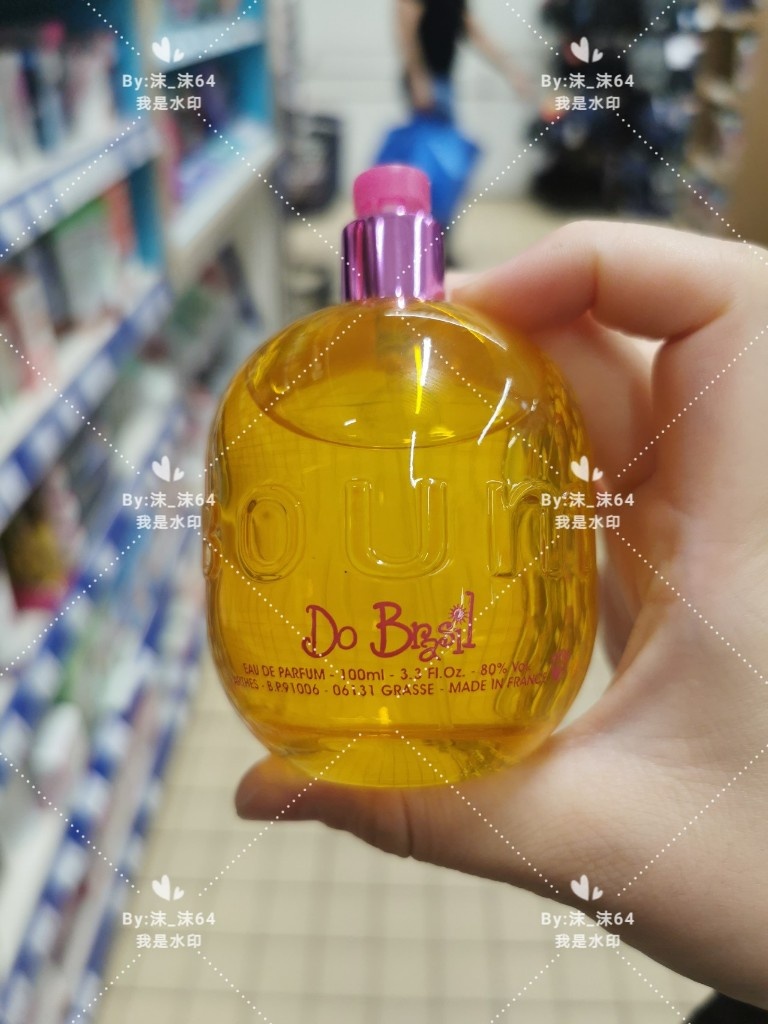 By:沫_沫64
我是水印
By:沫_沫64
我是水印
By:沫_沫64
我是水印
By:沫_沫64
我是水印
oun
Do Brasil
EAU DE PARFUM - 100ml - 3.3 Fl.Oz. - 80% Vol.
ARTHES - B.P.91006 - 06131 GRASSE - MADE IN FRANCE
By:沫_沫64
我是水印
By:沫_沫64
我是水印